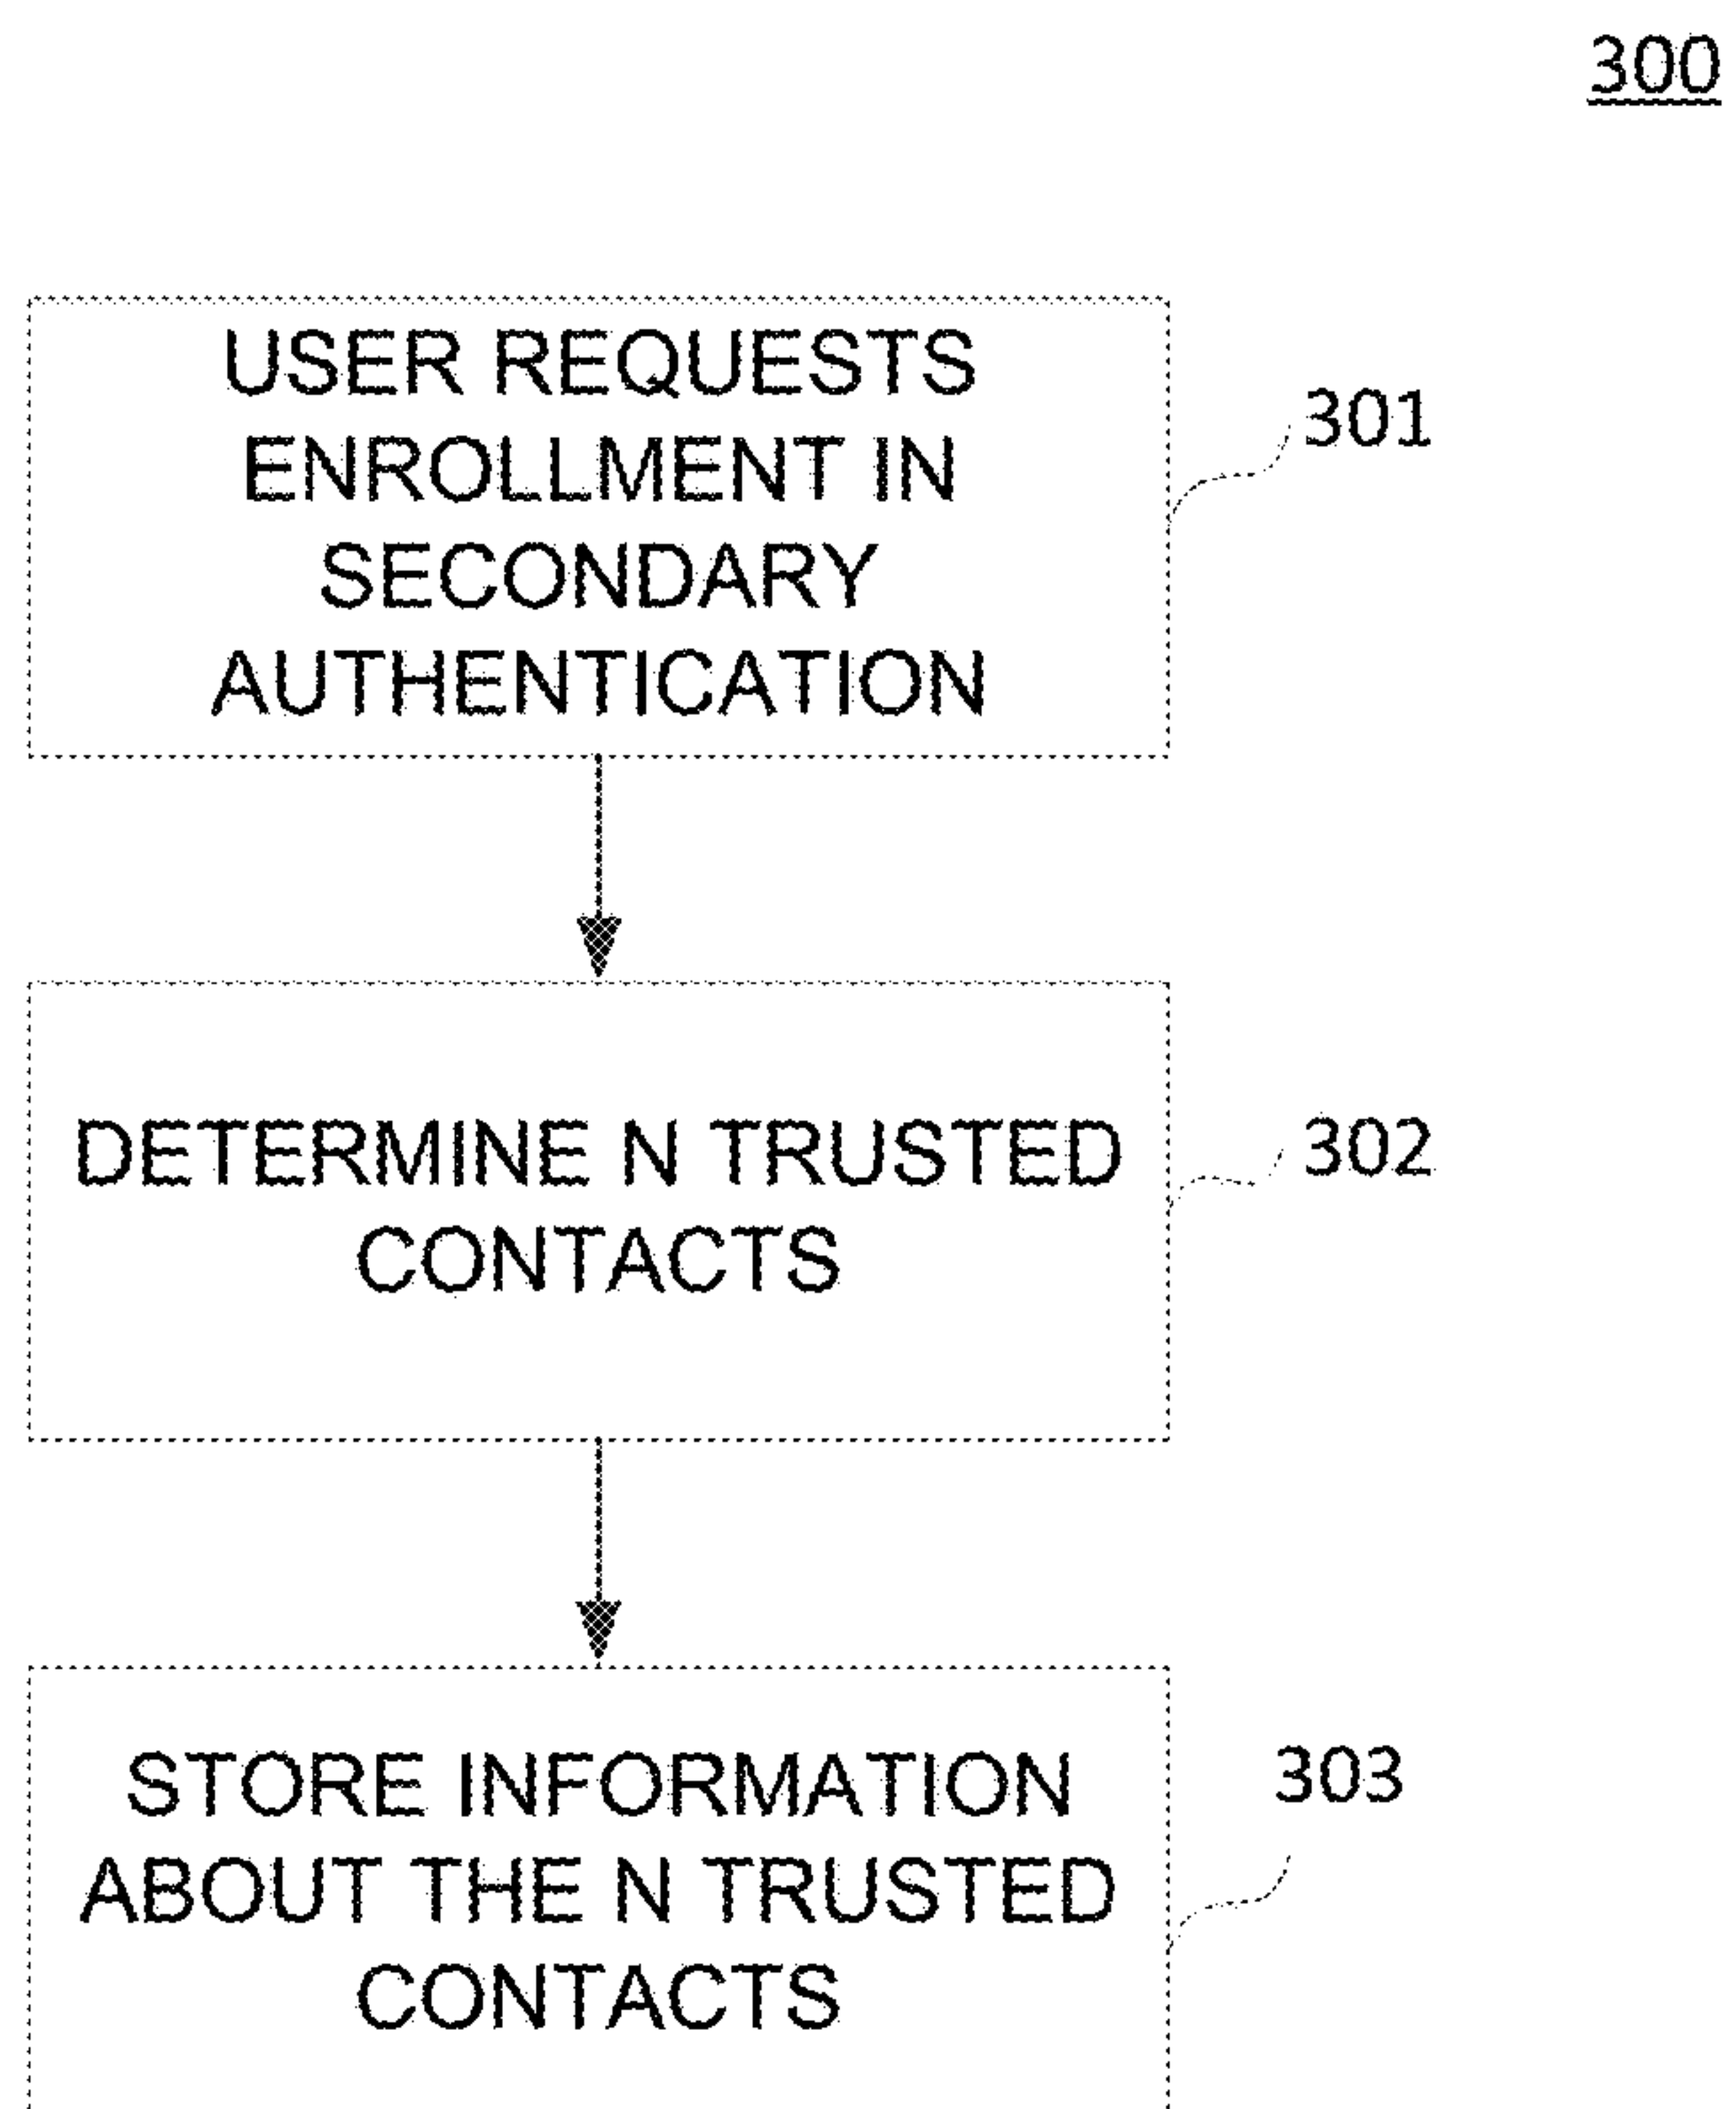 300
USER REQUESTS
ENROLLMENT IN
SECONDARY
AUTHENTICATION
301
DETERMINE N TRUSTED
CONTACTS
302
STORE INFORMATION
ABOUT THE N TRUSTED
CONTACTS
303